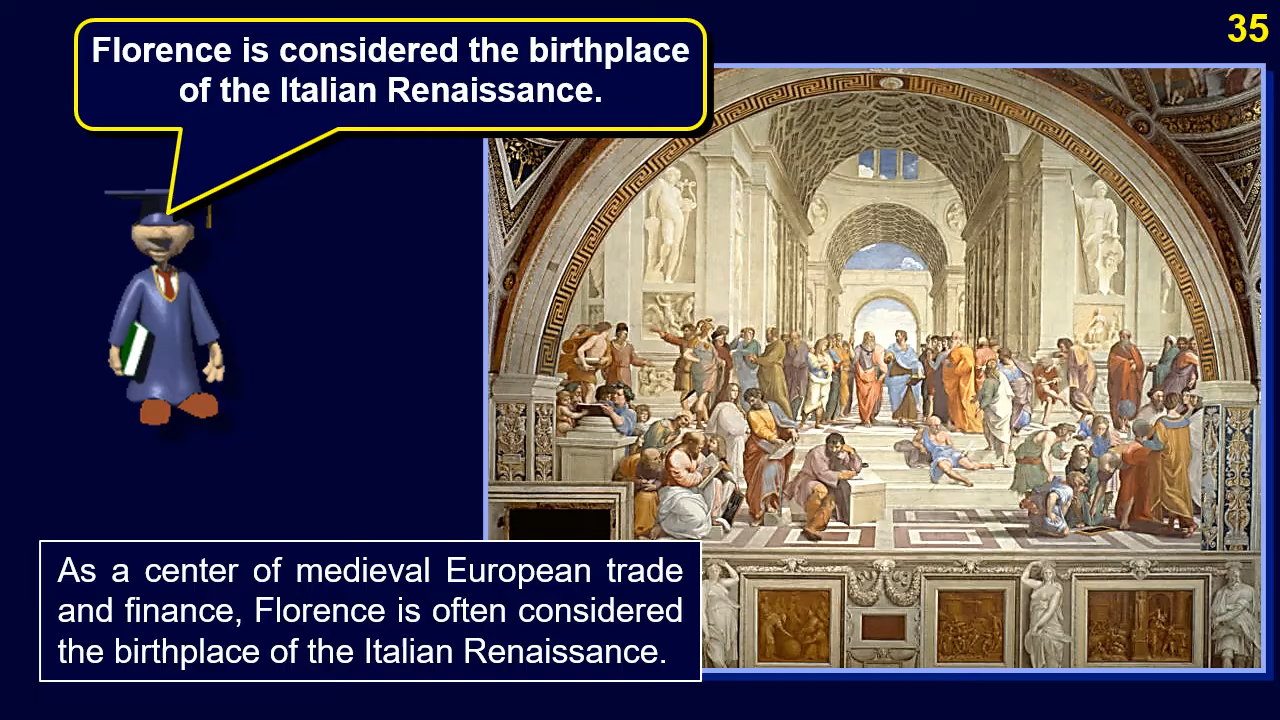 35
Florence is considered the birthplace
of the Italian Renaissance.
As a center of medieval European trade
and finance, Florence is often considered
the birthplace of the Italian Renaissance.